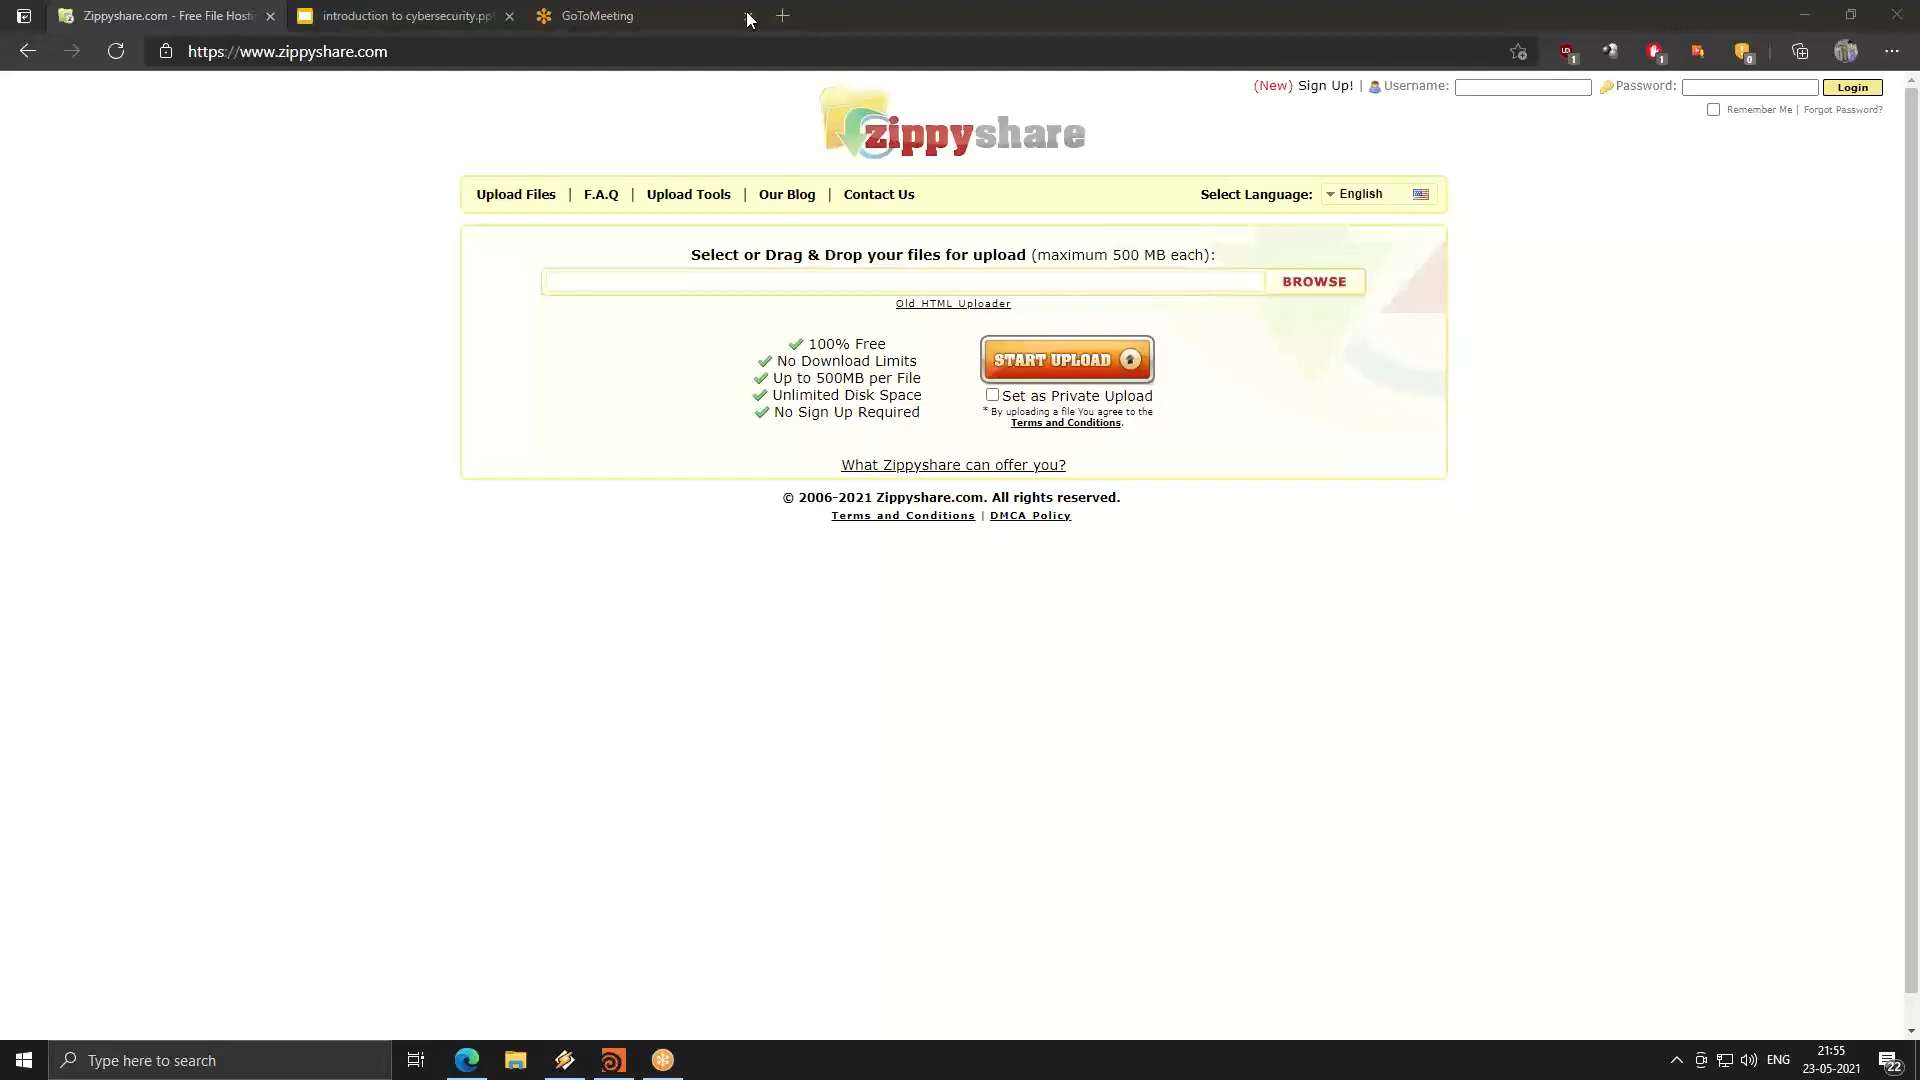 Zippyshare.com - Free File Hosti
introduction to cybersecurity.ppt
GoToMeeting
https://www.zippyshare.com
UD
1
1
0
(New) Sign Up! | Username:
Password:
Login
Remember Me | Forgot Password?
zippyshare
Upload Files | F.A.Q | Upload Tools | Our Blog | Contact Us
Select Language: English
Select or Drag & Drop your files for upload (maximum 500 MB each):
BROWSE
Old HTML Uploader
100% Free
No Download Limits
Up to 500MB per File
Unlimited Disk Space
No Sign Up Required
START UPLOAD
Set as Private Upload
* By uploading a file You agree to the
Terms and Conditions.
What Zippyshare can offer you?
© 2006-2021 Zippyshare.com. All rights reserved.
Terms and Conditions | DMCA Policy
Type here to search
ENG
21:55
23-05-2021
22